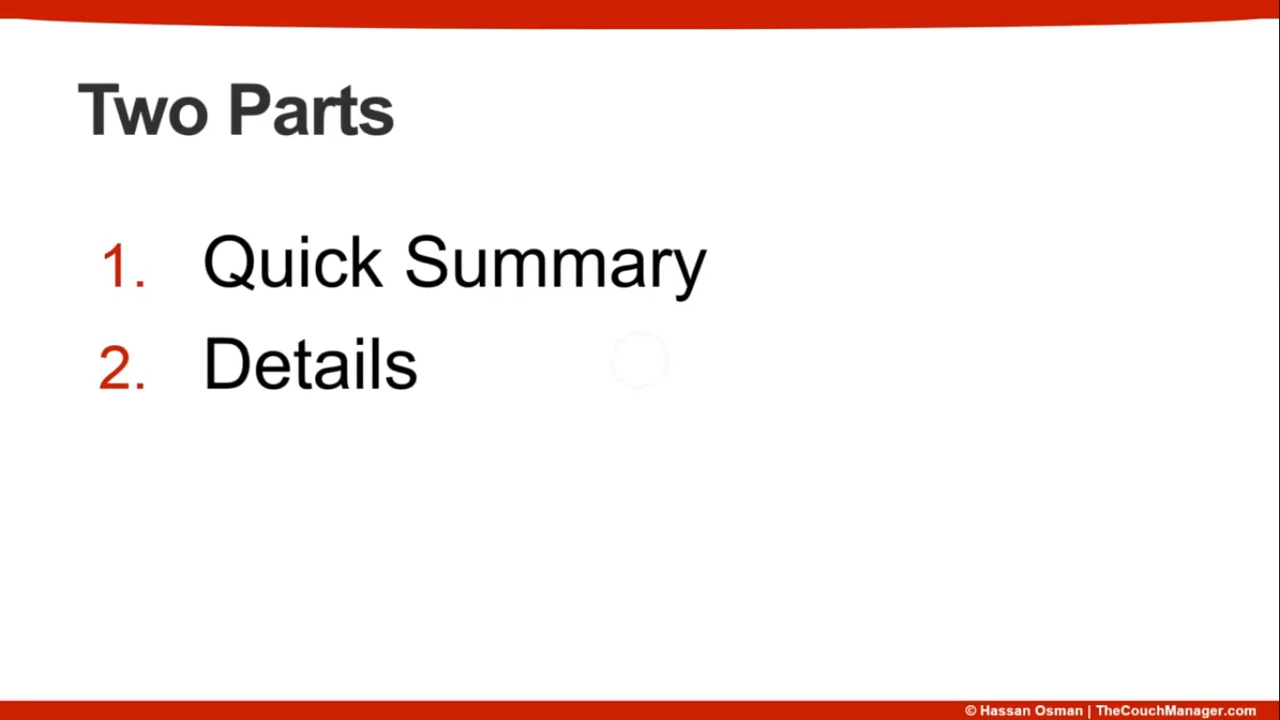 Two Parts
1. Quick Summary
2. Details
© Hassan Osman | TheCouchManager.com